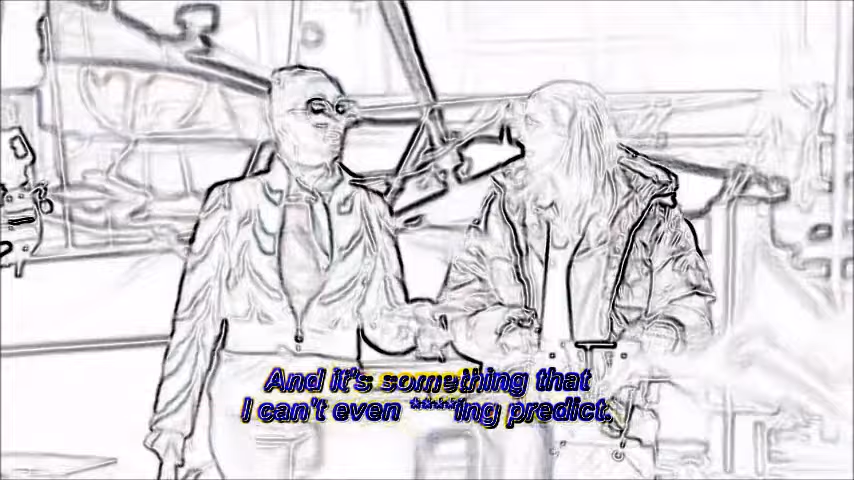 And it's something that
I can't even ****ing predict.